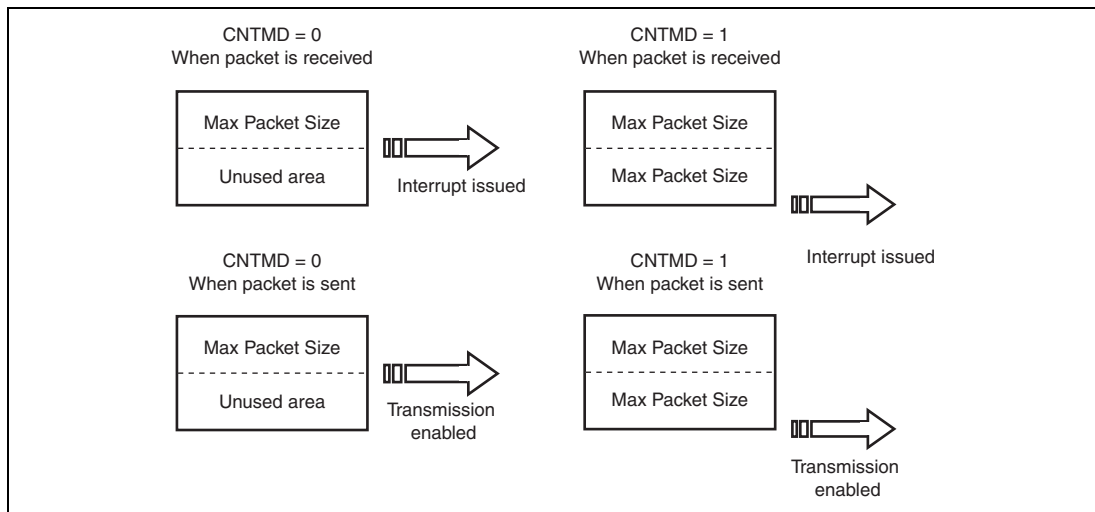 CNTMD = 0
When packet is received
Max Packet Size
Unused area
Interrupt issued
CNTMD = 1
When packet is received
Max Packet Size
Max Packet Size
Interrupt issued
CNTMD = 0
When packet is sent
Max Packet Size
Unused area
Transmission
enabled
CNTMD = 1
When packet is sent
Max Packet Size
Max Packet Size
Transmission
enabled